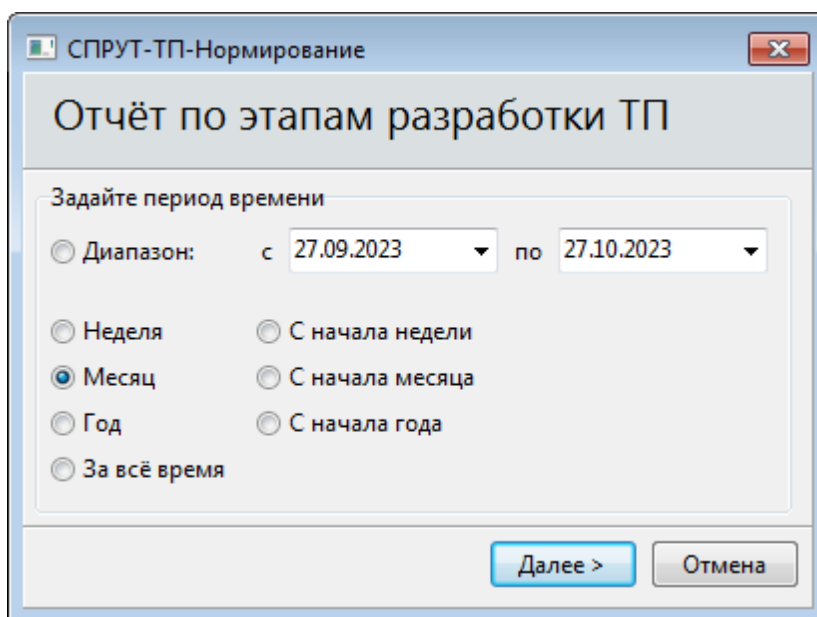 СПРУТ-ТП-Нормирование
Отчёт по этапам разработки ТП
Задайте период времени
Диапазон: с 27.09.2023 по 27.10.2023
Неделя С начала недели
Месяц С начала месяца
Год С начала года
За всё время
Далее > Отмена